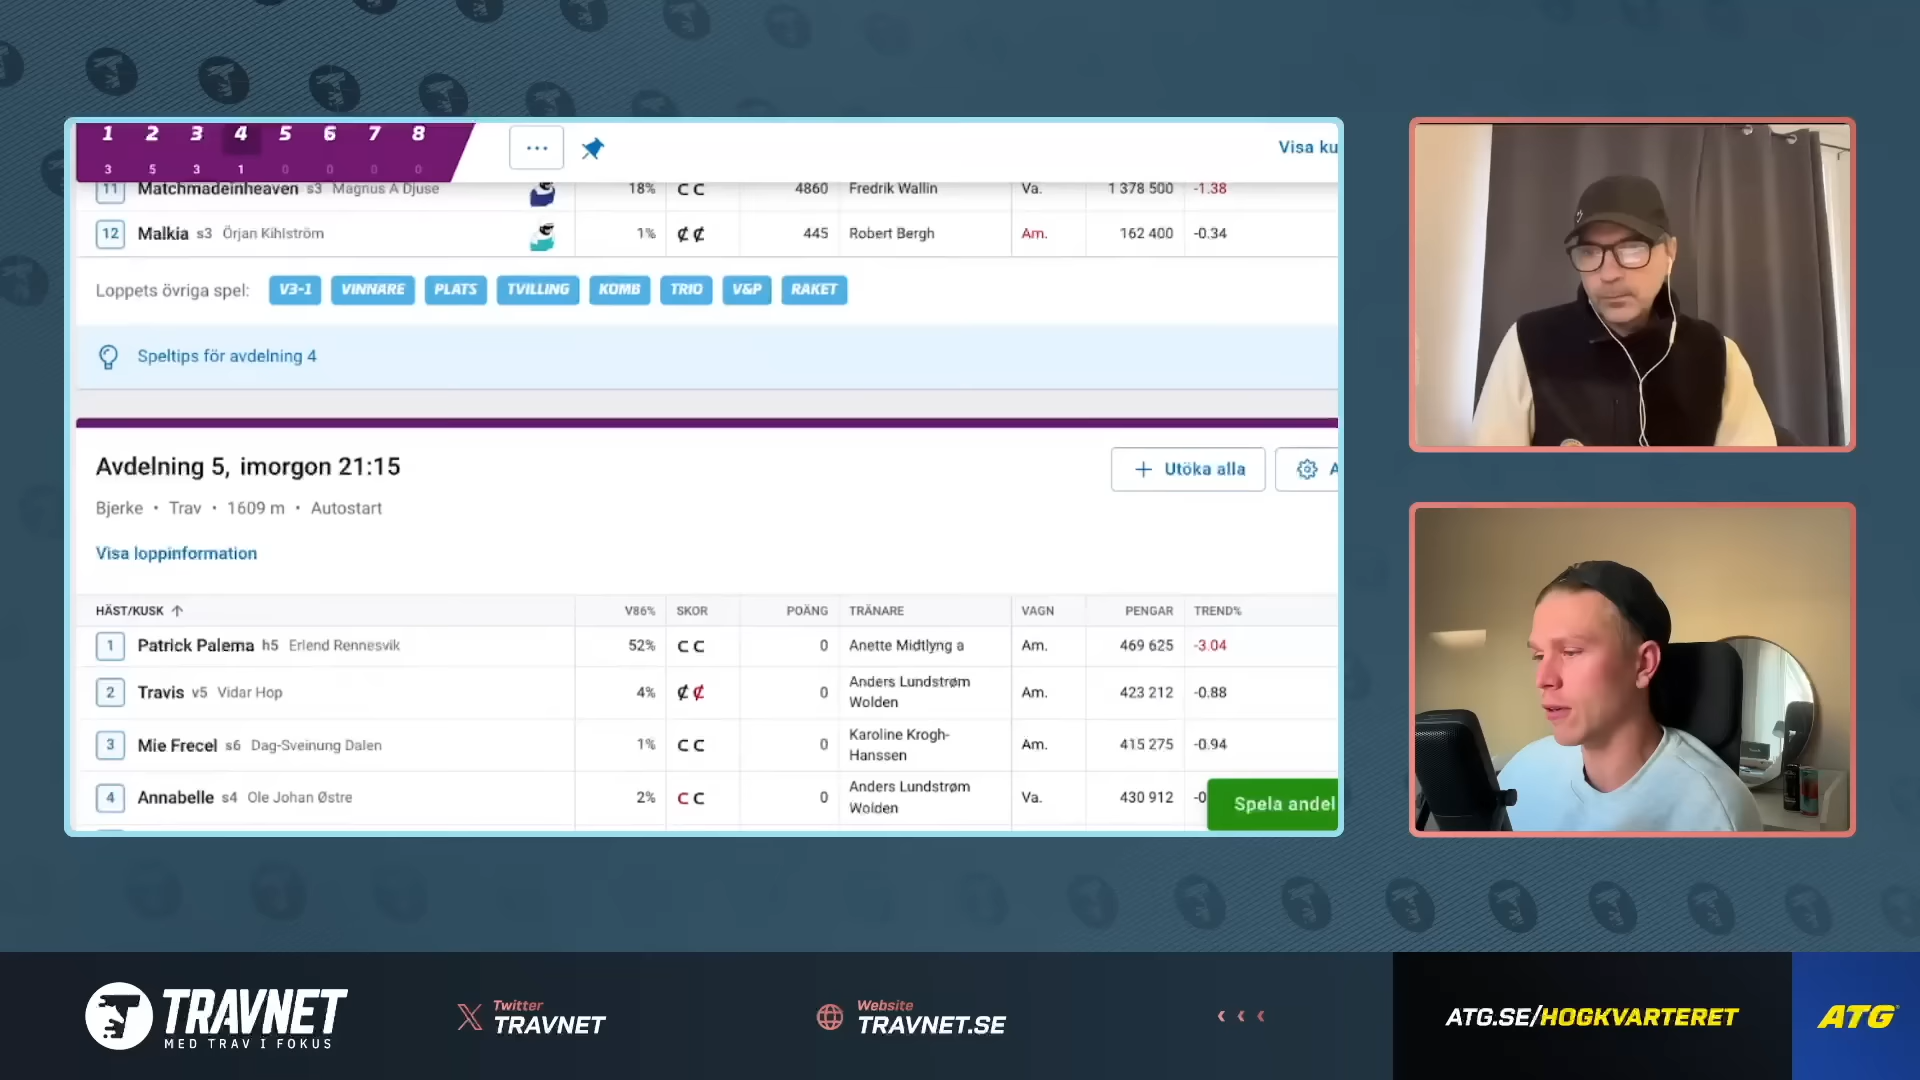 1 2 3 4 5 6 7 8
3 5 3 1 0 0 0 0
...
Visa ku
11 Matchmadeinheaven s3 Magnus A Djuse 18% C C 4860 Fredrik Wallin Va. 1 378 500 -1.38
12 Malkia s3 Örjan Kihlström 1% ₵ ₵ 445 Robert Bergh Am. 162 400 -0.34
Loppets övriga spel: V3-1 VINNARE PLATS TVILLING KOMB TRIO V&P RAKET
Speltips för avdelning 4
Avdelning 5, imorgon 21:15
+ Utöka alla
A
Bjerke • Trav • 1609 m • Autostart
Visa loppinformation
HÄST/KUSK ↑ V86% SKOR POÄNG TRÄNARE VAGN PENGAR TREND%
1 Patrick Palema h5 Erlend Rennesvik 52% C C 0 Anette Midtlyng a Am. 469 625 -3.04
2 Travis v5 Vidar Hop 4% ₵ ₵ 0 Anders Lundstrøm Wolden Am. 423 212 -0.88
3 Mie Frecel s6 Dag-Sveinung Dalen 1% C C 0 Karoline Krogh-Hanssen Am. 415 275 -0.94
4 Annabelle s4 Ole Johan Østre 2% C C 0 Anders Lundstrøm Wolden Va. 430 912 -0
Spela andel
TRAVNET
MED TRAV I FOKUS
Twitter
TRAVNET
Website
TRAVNET.SE
ATG.SE/HOGKVARTERET
ATG